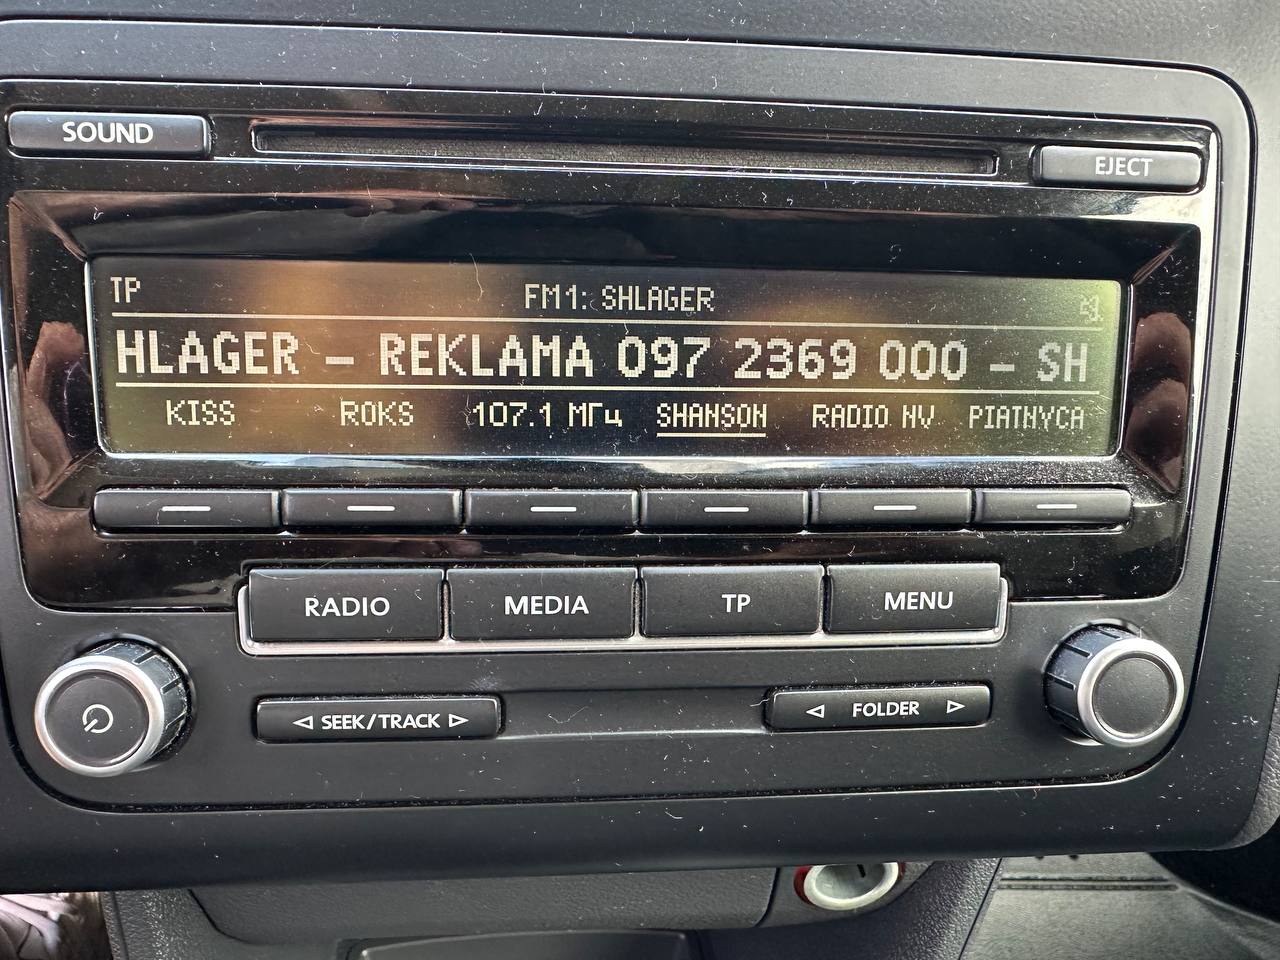 SOUND
EJECT
TP
FM1: SHLAGER
HLAGER - REKLAMA 097 2369 000 - SH
KISS ROKS 107.1 МГц SHANSON RADIO NV PIATNYCA
RADIO MEDIA TP MENU
SEEK/TRACK FOLDER